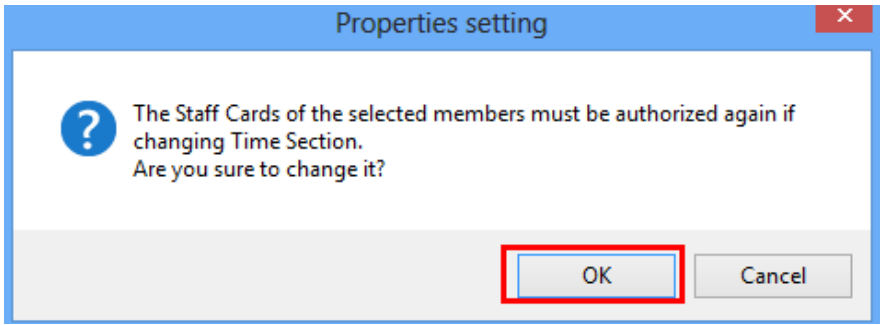 Properties setting
The Staff Cards of the selected members must be authorized again if
changing Time Section.
Are you sure to change it?
OK
Cancel